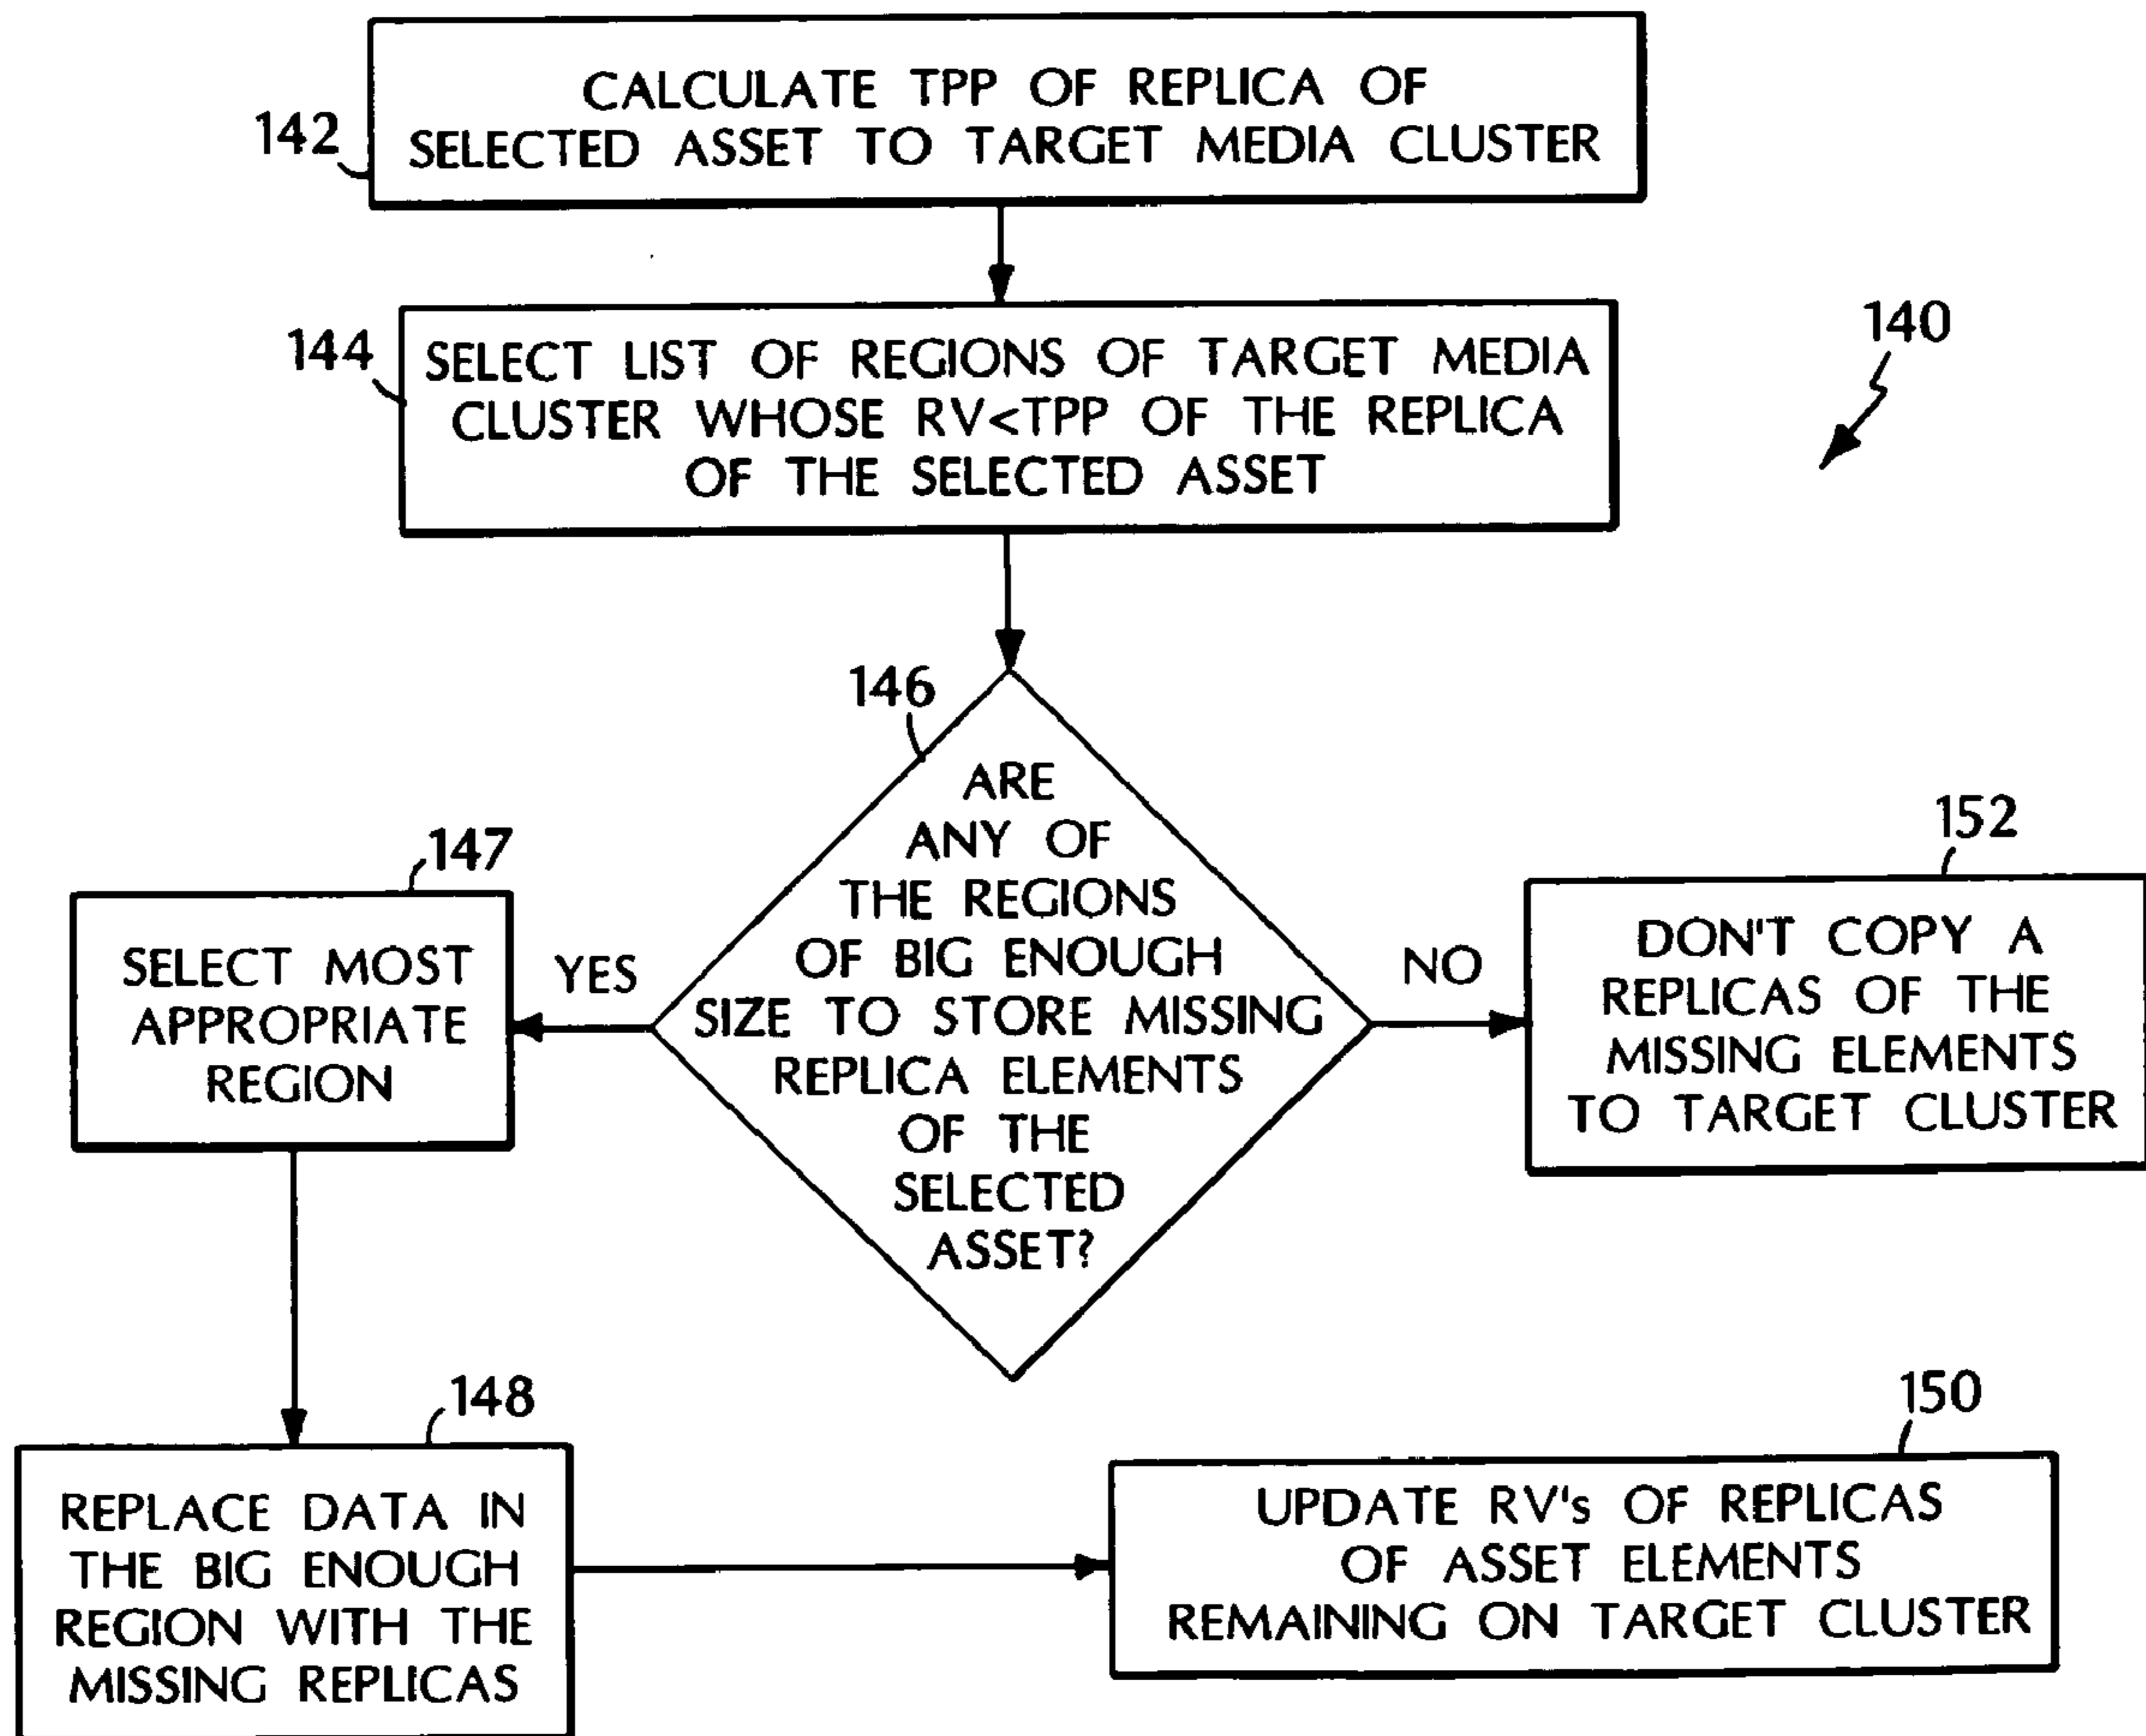 142
CALCULATE TPP OF REPLICA OF
SELECTED ASSET TO TARGET MEDIA CLUSTER
144
SELECT LIST OF REGIONS OF TARGET MEDIA
CLUSTER WHOSE RV<TPP OF THE REPLICA
OF THE SELECTED ASSET
140
146
ARE
ANY OF
THE REGIONS
OF BIG ENOUGH
SIZE TO STORE MISSING
REPLICA ELEMENTS
OF THE
SELECTED
ASSET?
YES
NO
147
SELECT MOST
APPROPRIATE
REGION
152
DON'T COPY A
REPLICAS OF THE
MISSING ELEMENTS
TO TARGET CLUSTER
148
REPLACE DATA IN
THE BIG ENOUGH
REGION WITH THE
MISSING REPLICAS
150
UPDATE RV's OF REPLICAS
OF ASSET ELEMENTS
REMAINING ON TARGET CLUSTER